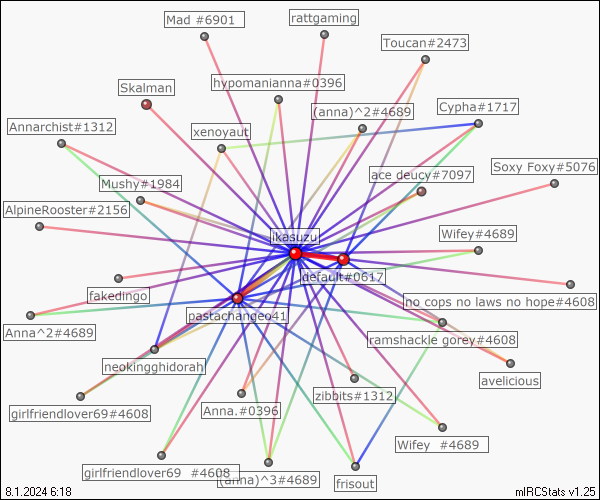 Mad #6901
rattgaming
Toucan#2473
Skalman
hypomanianna#0396
(anna)^2#4689
Cypha#1717
Annarchist#1312
xenoyaut
Soxy Foxy#5076
Mushy#1984
ace deucy#7097
AlpineRooster#2156
ikasuzu
Wifey#4689
default#0617
fakedingo
no cops no laws no hope#4608
pastachangeo41
Anna^2#4689
ramshackle gorey#4608
neokingghidorah
avelicious
zibbits#1312
girlfriendlover69#4608
Anna.#0396
Wifey #4689
girlfriendlover69 #4608
(anna)^3#4689
frisout
8.1.2024 6:18
mIRCStats v1.25